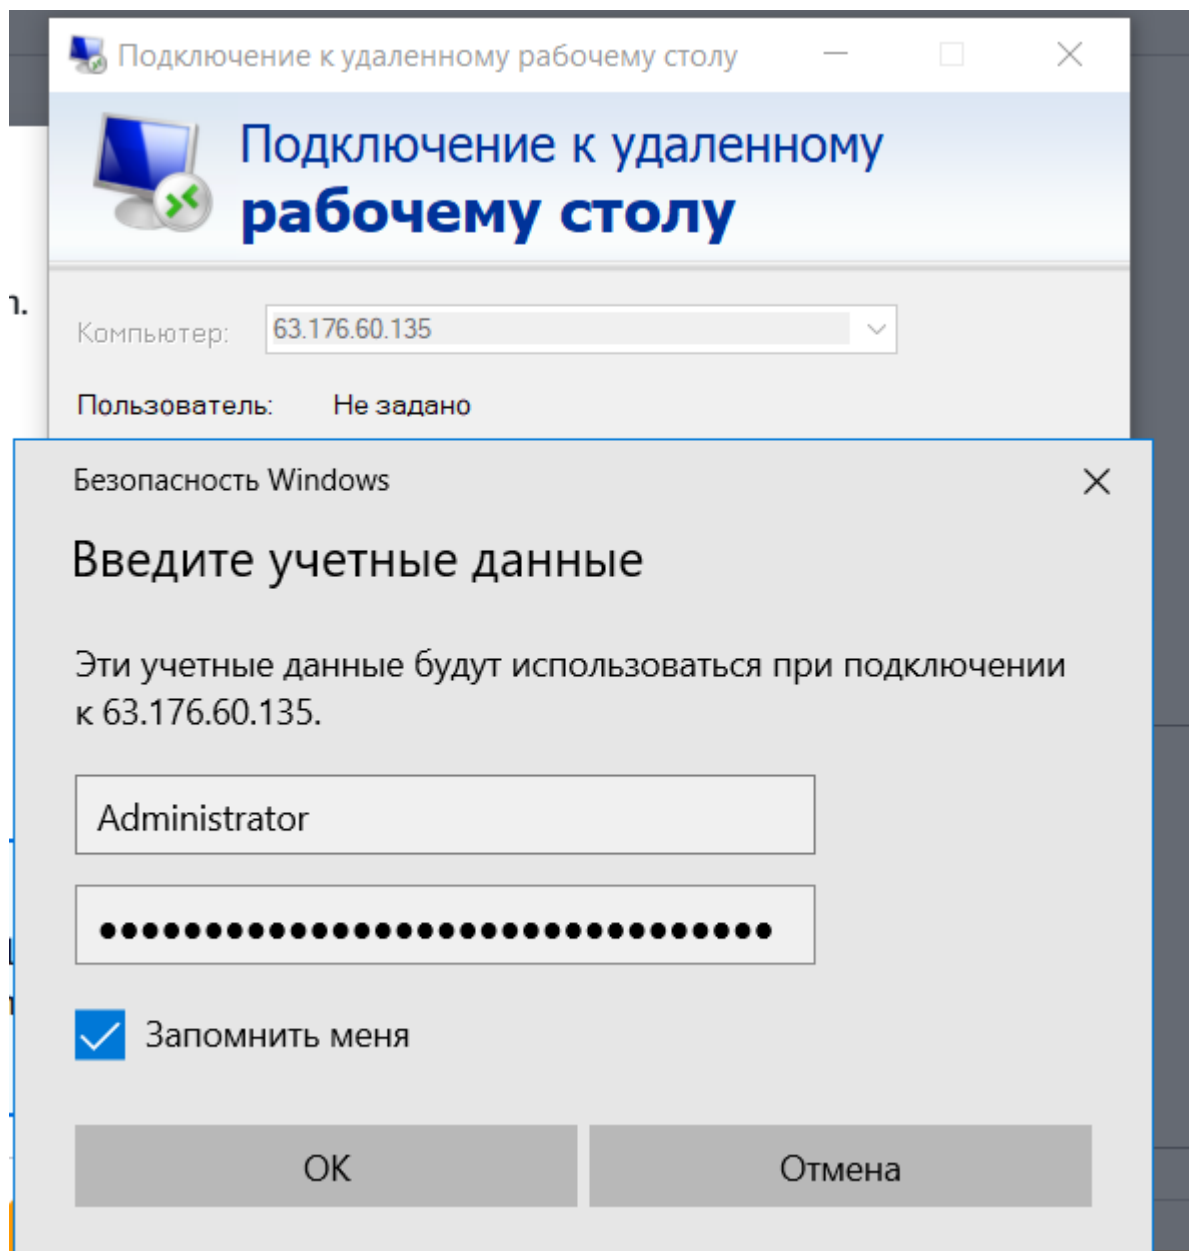 Подключение к удаленному рабочему столу
Подключение к удаленному
рабочему столу
Компьютер: 63.176.60.135
Пользователь: Не задано
Безопасность Windows
Введите учетные данные
Эти учетные данные будут использоваться при подключении
к 63.176.60.135.
Administrator
Запомнить меня
OK Отмена